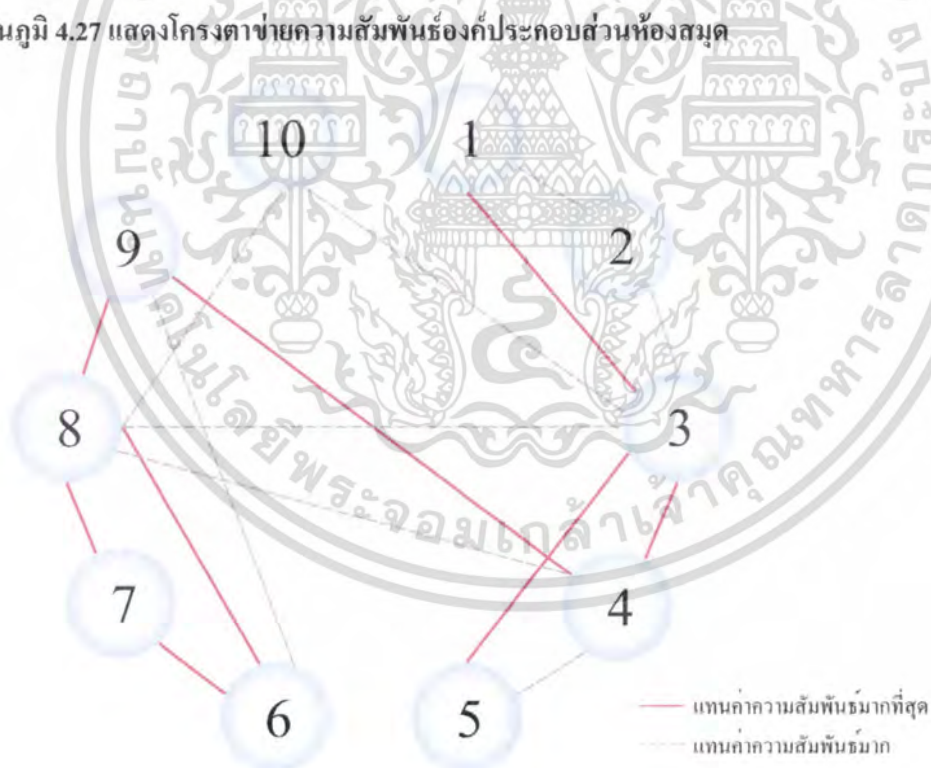 นภูมิ 4.27 แสดงโครงตาข่ายความสัมพันธ์องค์ประกอบส่วนห้องสมุด
10 1
9 2
8 3
7 4
6 5
แทนค่าความสัมพันธ์มากที่สุด
แทนค่าความสัมพันธ์มาก